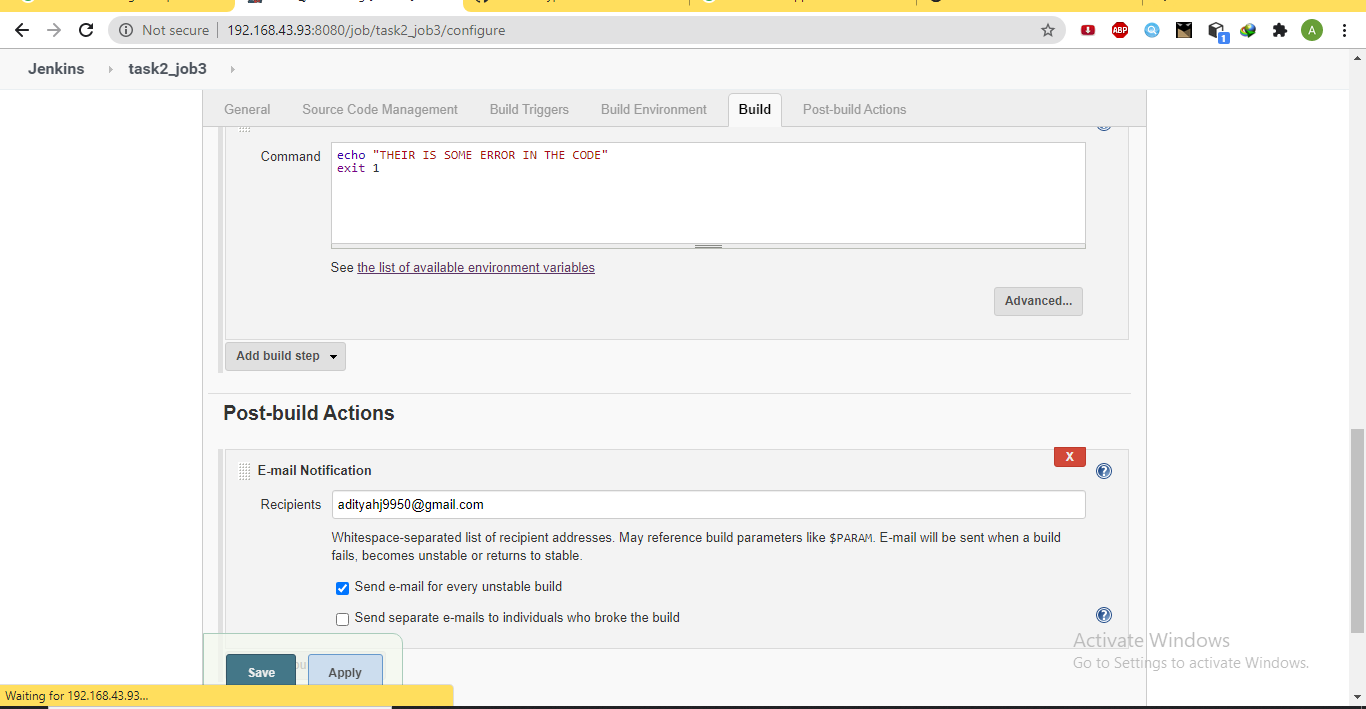 Not secure | 192.168.43.93:8080/job/task2_job3/configure
ABP
1
A
Jenkins task2_job3
General Source Code Management Build Triggers Build Environment Build Post-build Actions
Command
echo "THEIR IS SOME ERROR IN THE CODE"
exit 1
See the list of available environment variables
Advanced...
Add build step
Post-build Actions
X
E-mail Notification
?
Recipients adityahj9950@gmail.com
Whitespace-separated list of recipient addresses. May reference build parameters like $PARAM. E-mail will be sent when a build
fails, becomes unstable or returns to stable.
Send e-mail for every unstable build
Send separate e-mails to individuals who broke the build
?
Activate Windows
Go to Settings to activate Windows.
Save Apply
Waiting for 192.168.43.93...